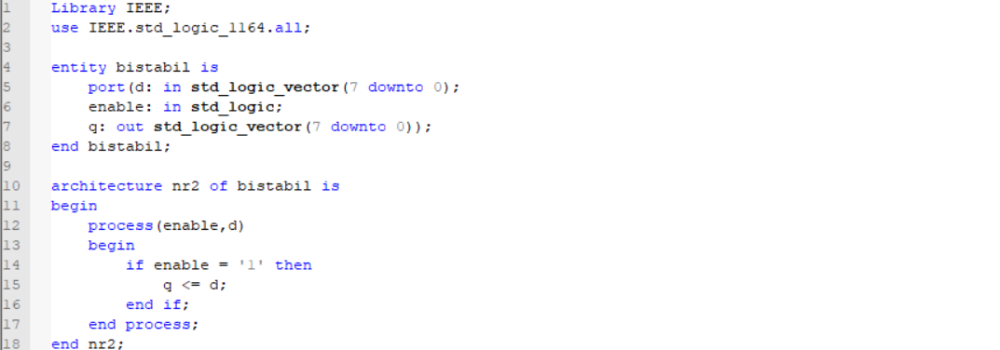 1 Library IEEE;
2 use IEEE.std_logic_1164.all;
3
4 entity bistabil is
5 port(d: in std_logic_vector(7 downto 0);
6 enable: in std_logic;
7 q: out std_logic_vector(7 downto 0));
8 end bistabil;
9
10 architecture nr2 of bistabil is
11 begin
12 process(enable,d)
13 begin
14 if enable = '1' then
15 q <= d;
16 end if;
17 end process;
18 end nr2;